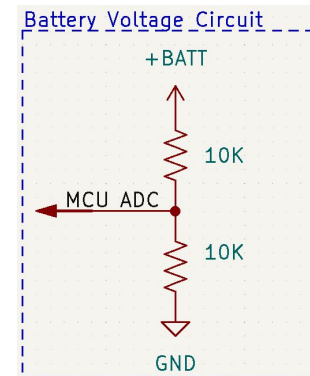 Battery Voltage Circuit
+BATT
10K
MCU ADC
10K
GND